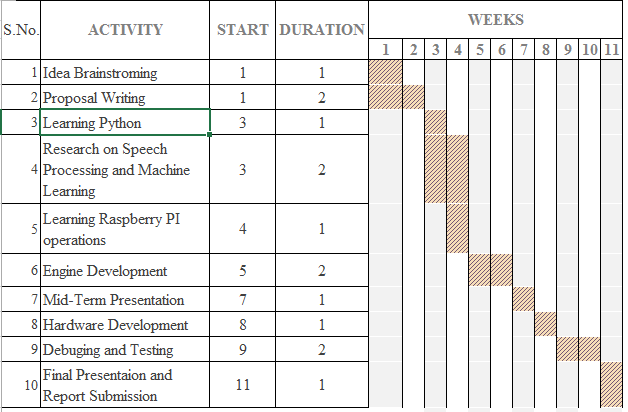 S.No. ACTIVITY START DURATION WEEKS
1 2 3 4 5 6 7 8 9 10 11
1 Idea Brainstroming 1 1
2 Proposal Writing 1 2
3 Learning Python 3 1
Research on Speech
4 Processing and Machine 3 2
Learning
5 Learning Raspberry PI 4 1
operations
6 Engine Development 5 2
7 Mid-Term Presentation 7 1
8 Hardware Development 8 1
9 Debuging and Testing 9 2
10 Final Presentaion and 11 1
Report Submission